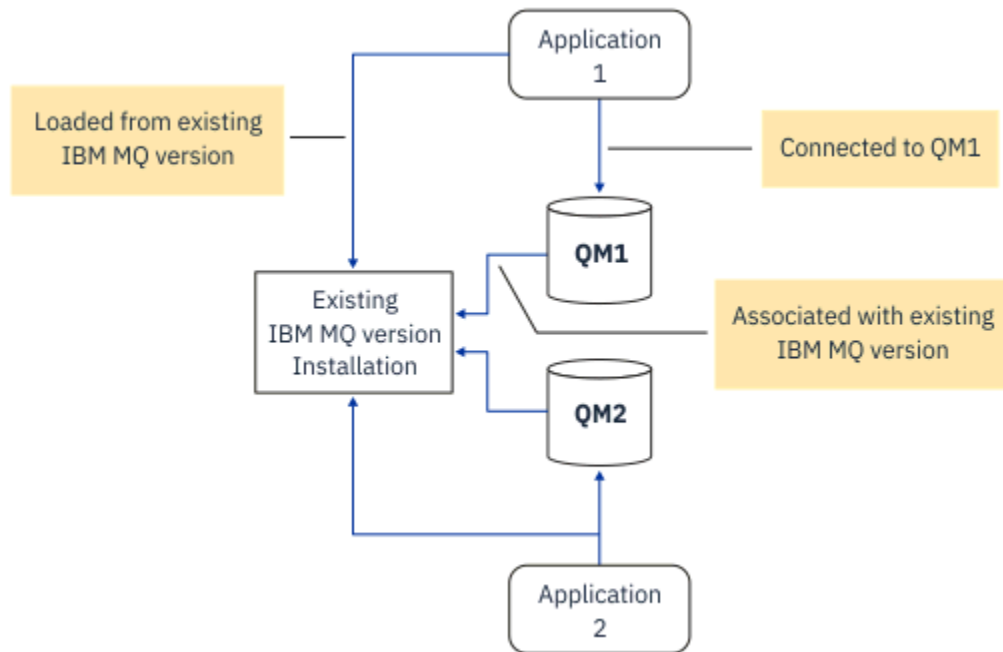 Application
1
Loaded from existing
IBM MQ version
Connected to QM1
QM1
Existing
IBM MQ version
Installation
Associated with existing
IBM MQ version
QM2
Application
2